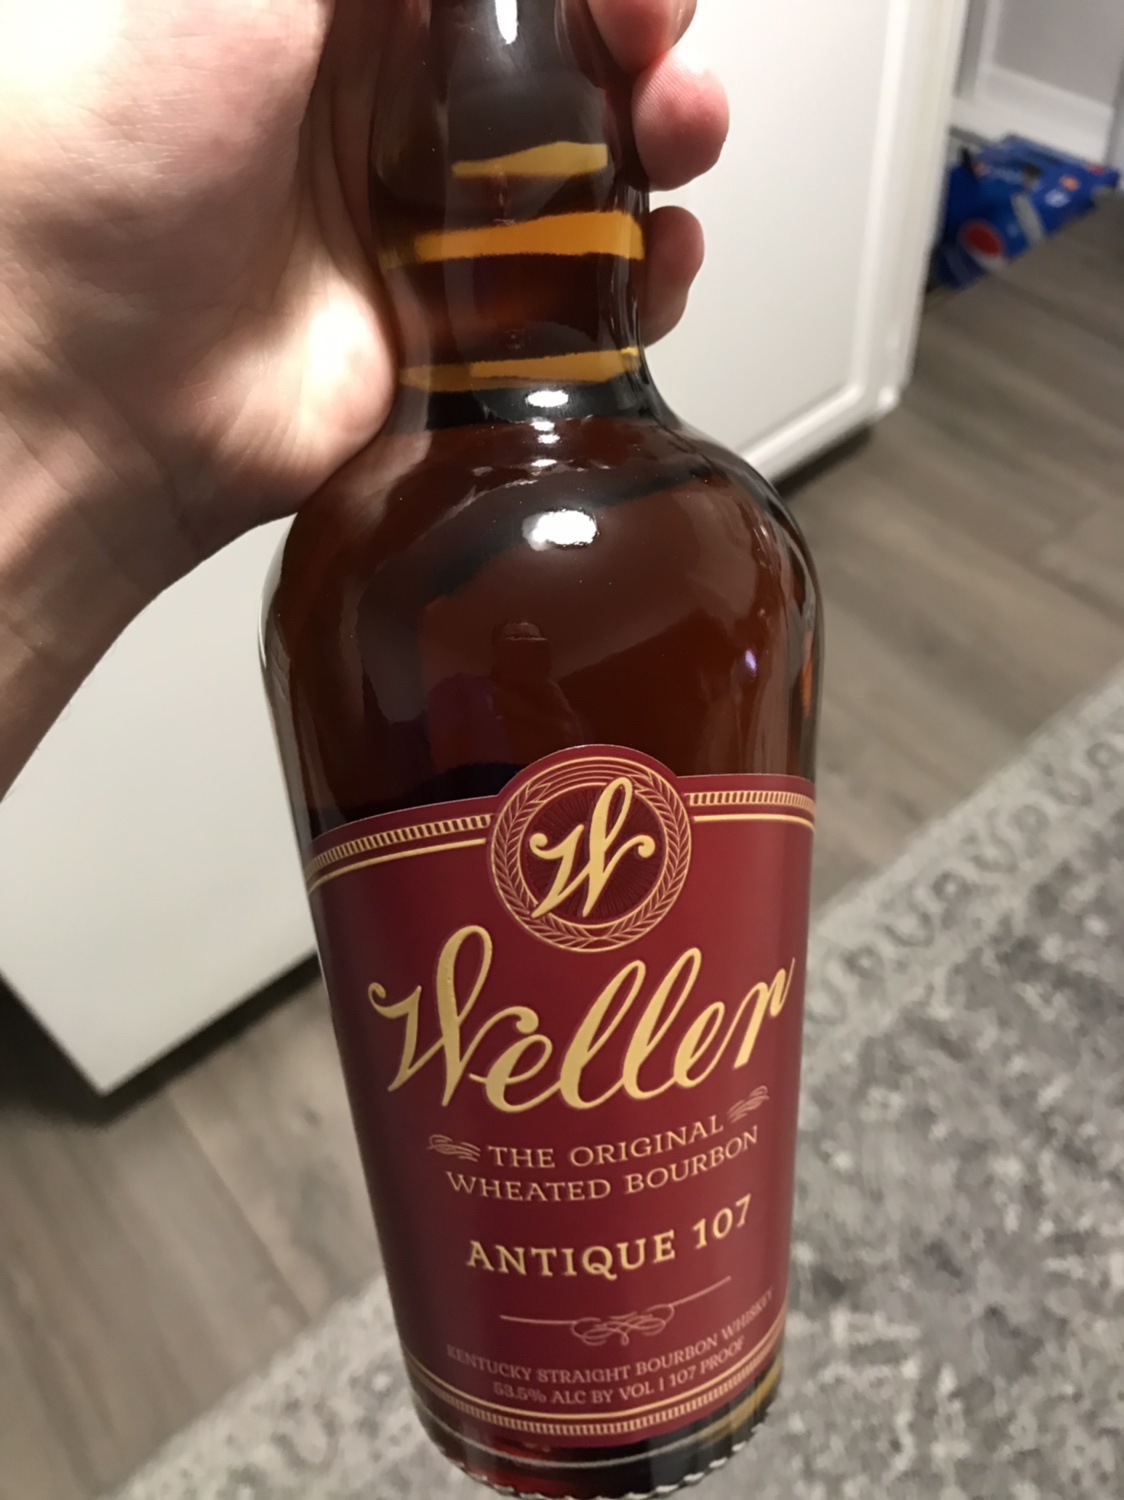 W
Weller
THE ORIGINAL
WHEATED BOURBON
ANTIQUE 107
KENTUCKY STRAIGHT BOURBON WHISKEY
53.5% ALC BY VOL | 107 PROOF